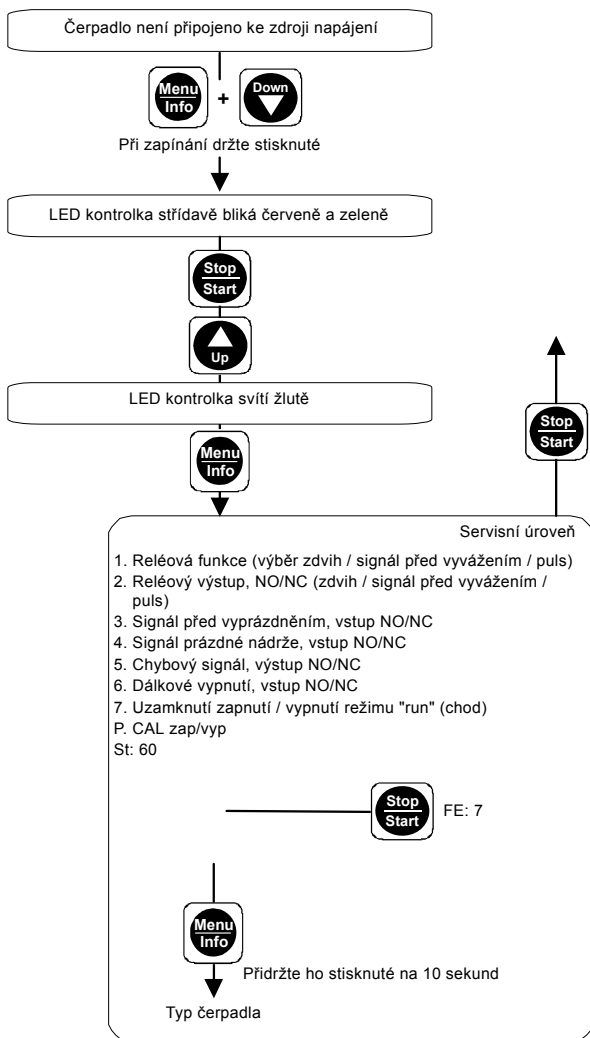 Čerpadlo není připojeno ke zdroji napájení
Menu
Info
+
Down
Při zapínání držte stisknuté
LED kontrolka střídavě bliká červeně a zeleně
Stop
Start
Up
LED kontrolka svítí žlutě
Menu
Info
Stop
Start
Servisní úroveň
1. Reléová funkce (výběr zdvih / signál před vyvážením / puls)
2. Reléový výstup, NO/NC (zdvih / signál před vyvážením /
puls)
3. Signál před vyprázdněním, vstup NO/NC
4. Signál prázdné nádrže, vstup NO/NC
5. Chybový signál, výstup NO/NC
6. Dálkové vypnutí, vstup NO/NC
7. Uzamknutí zapnutí / vypnutí režimu "run" (chod)
P. CAL zap/vyp
St: 60
Stop
Start
FE: 7
Menu
Info
Přidržte ho stisknuté na 10 sekund
Typ čerpadla